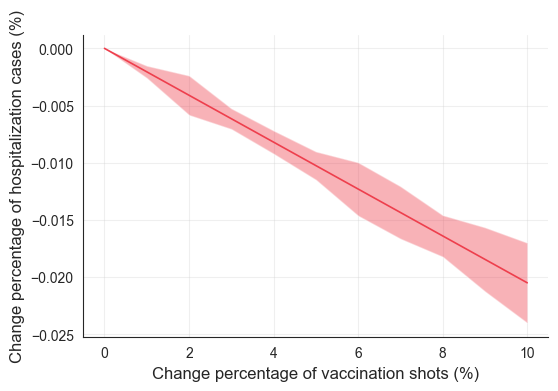 Change percentage of hospitalization cases (%)
0.000
−0.005
−0.010
−0.015
−0.020
−0.025
0 2 4 6 8 10
Change percentage of vaccination shots (%)